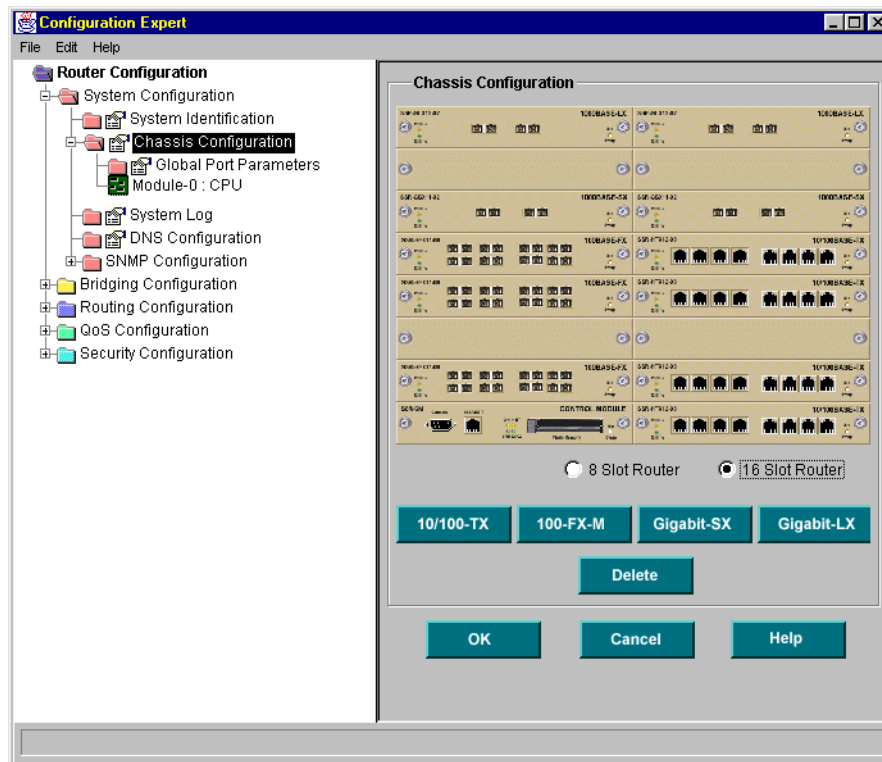 Configuration Expert
File Edit Help
Router Configuration
System Configuration
System Identification
Chassis Configuration
Global Port Parameters
Module-0 : CPU
System Log
DNS Configuration
SNMP Configuration
Bridging Configuration
Routing Configuration
QoS Configuration
Security Configuration
Chassis Configuration
1000BASE-LX 1000BASE-LX
1000BASE-SX 1000BASE-SX
100BASE-FX 10/100BASE-TX
100BASE-FX 10/100BASE-TX
100BASE-FX 10/100BASE-TX
CONTROL MODULE 10/100BASE-TX
8 Slot Router 16 Slot Router
10/100-TX 100-FX-M Gigabit-SX Gigabit-LX
Delete
OK Cancel Help